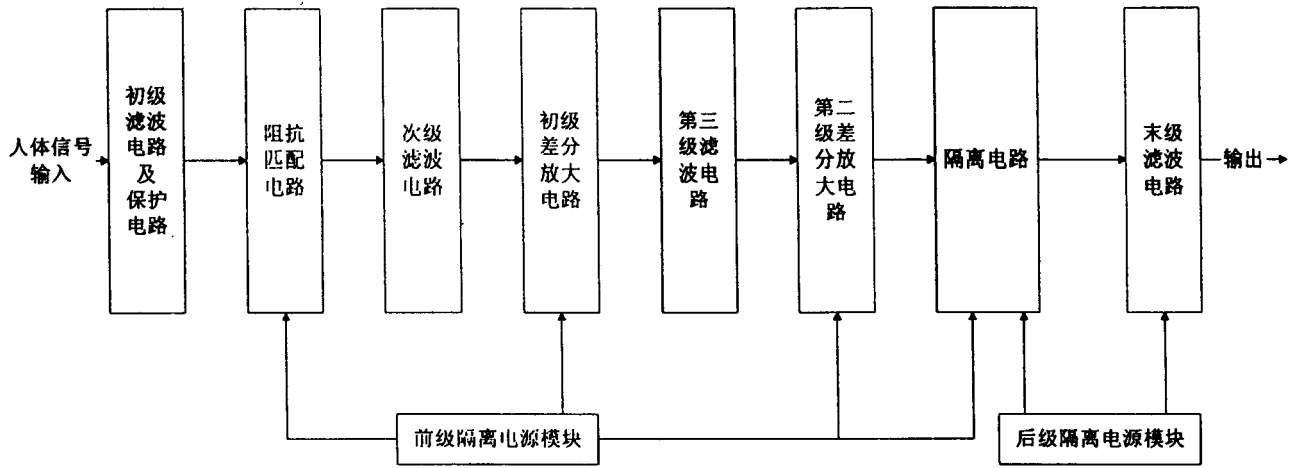 人体信号
输入
初级
滤波
电路
及
保护
电路
阻抗
匹配
电路
次级
滤波
电路
初级
差分
放大
电路
第三
级滤
波电
路
第二
级差
分放
大电
路
隔离电路
末级
滤波
电路
输出
前级隔离电源模块
后级隔离电源模块